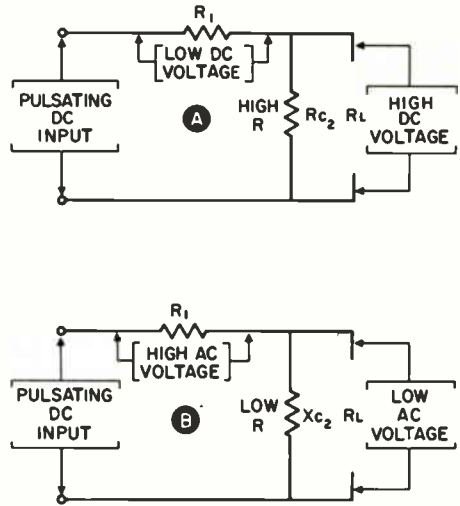 R1
LOW DC
VOLTAGE
PULSATING
DC
INPUT
A
HIGH
R
RC2
RL
HIGH
DC
VOLTAGE
R1
HIGH AC
VOLTAGE
PULSATING
DC
INPUT
B
LOW
R
XC2
RL
LOW
AC
VOLTAGE